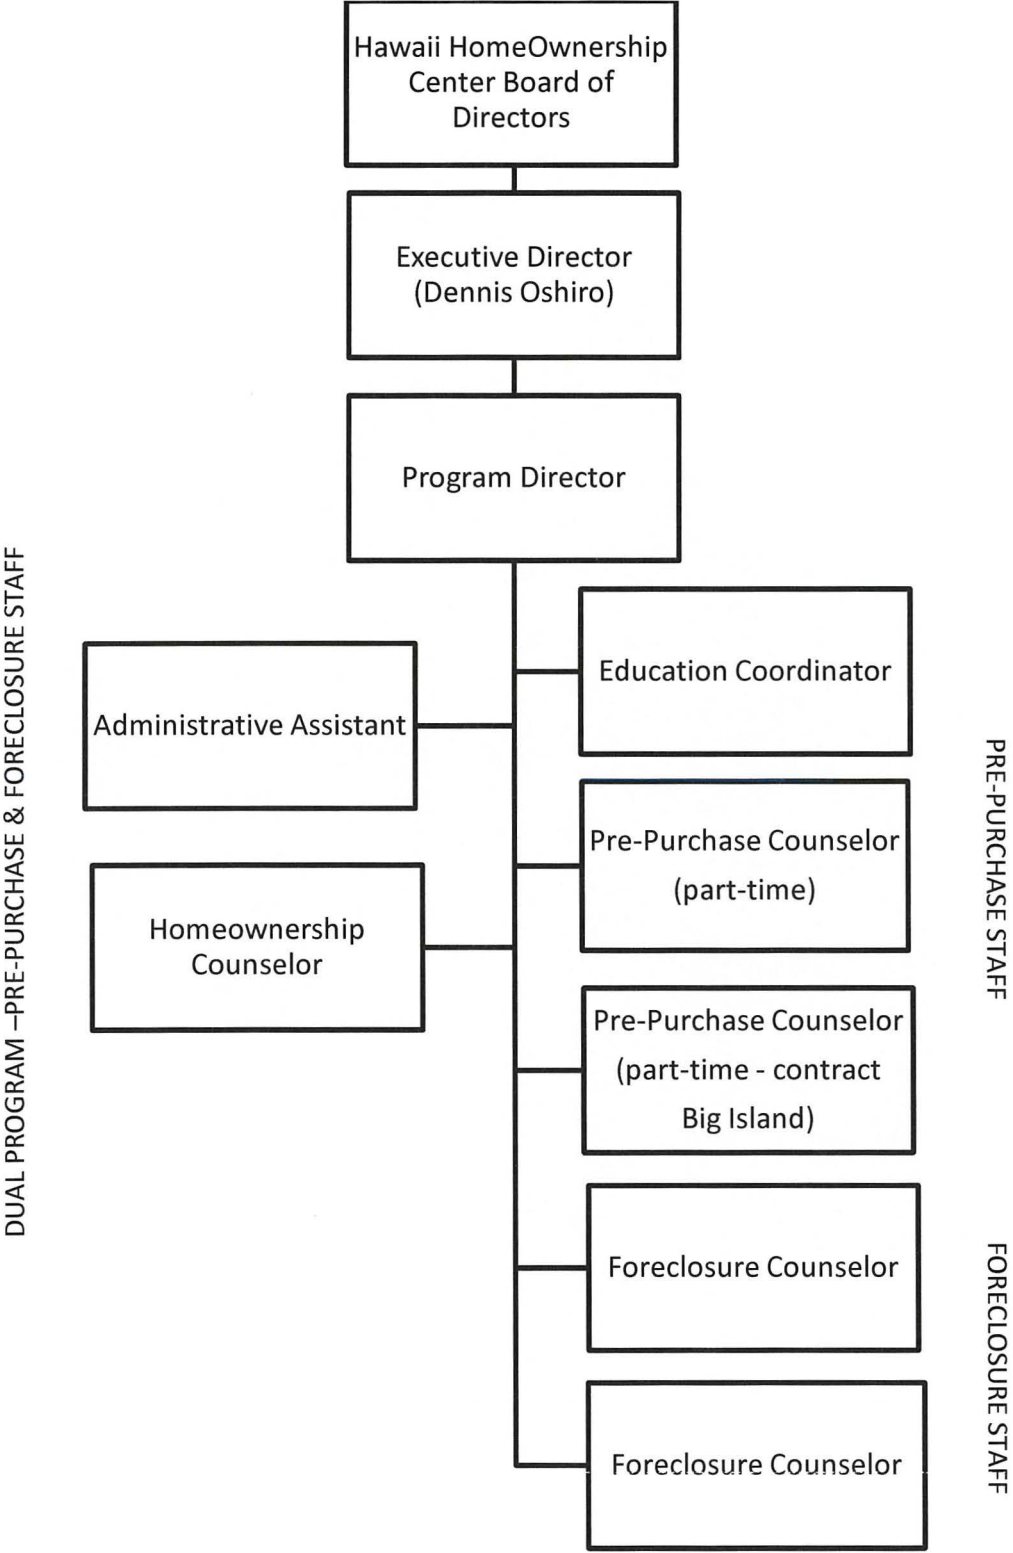 Hawaii HomeOwnership
Center Board of
Directors
Executive Director
(Dennis Oshiro)
Program Director
DUAL PROGRAM –PRE-PURCHASE & FORECLOSURE STAFF
Administrative Assistant
Homeownership
Counselor
Education Coordinator
Pre-Purchase Counselor
(part-time)
Pre-Purchase Counselor
(part-time - contract
Big Island)
PRE-PURCHASE STAFF
Foreclosure Counselor
Foreclosure Counselor
FORECLOSURE STAFF